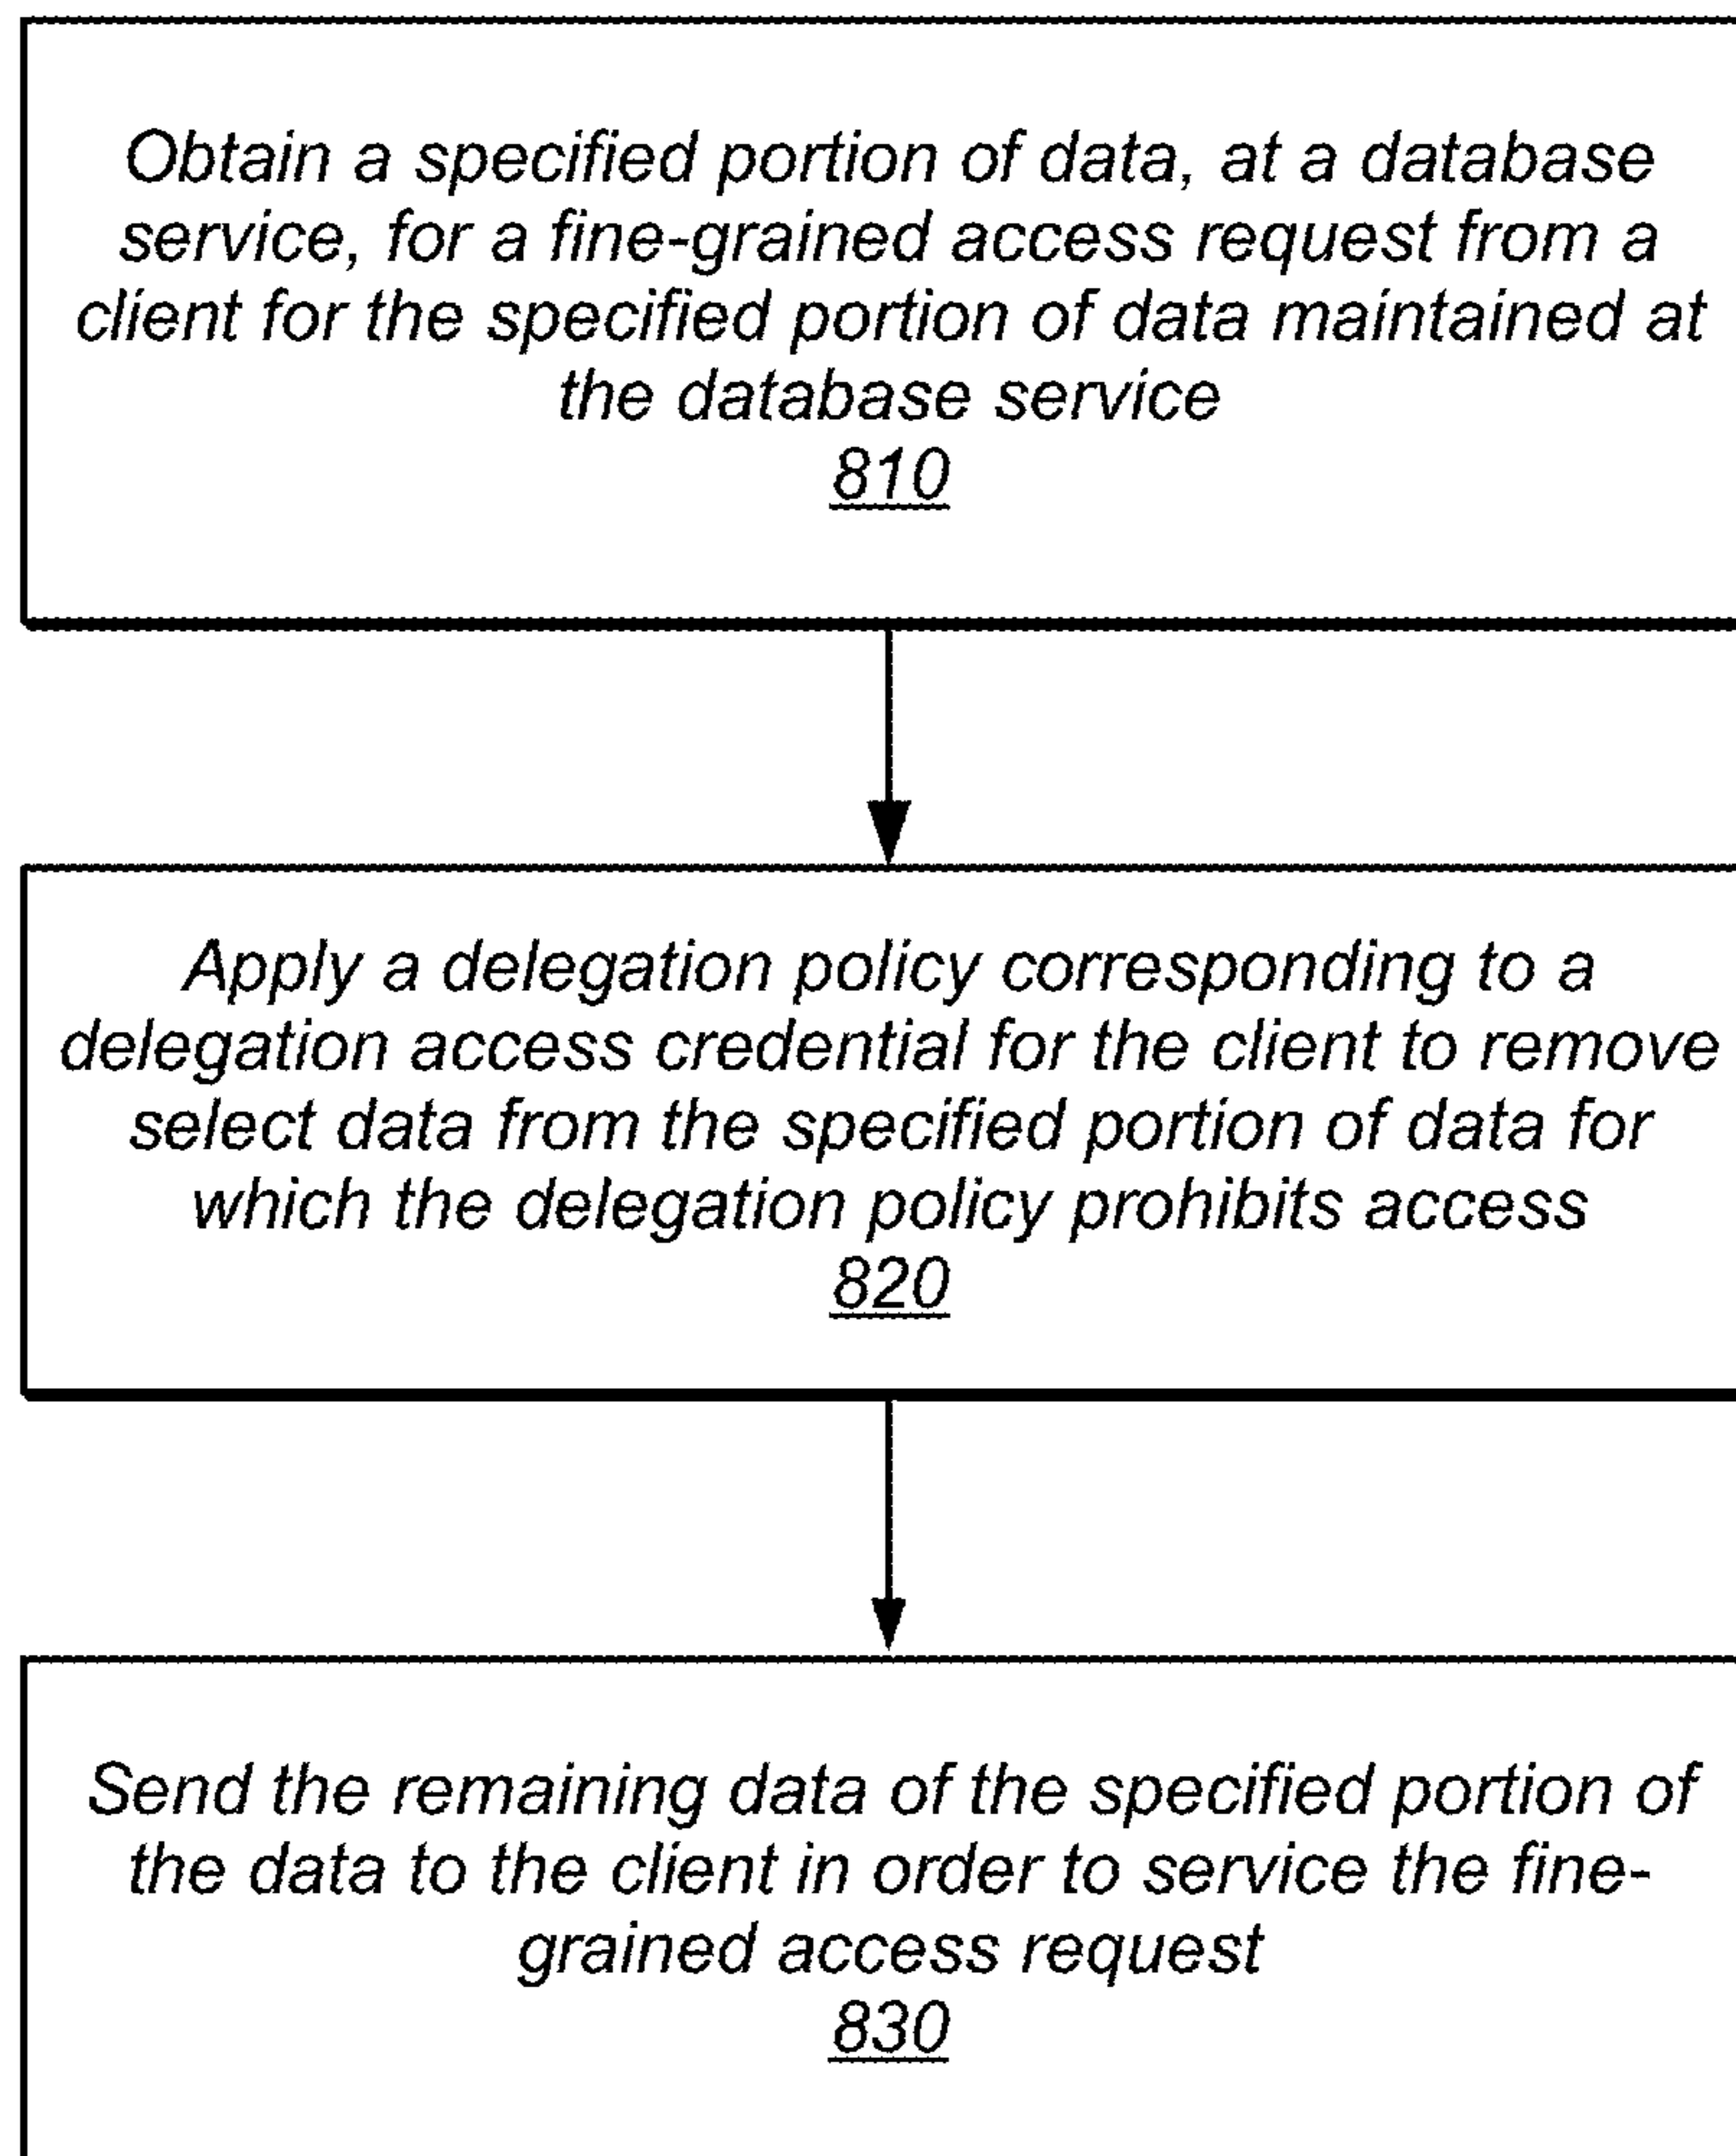 Obtain a specified portion of data, at a database
service, for a fine-grained access request from a
client for the specified portion of data maintained at
the database service
810
Apply a delegation policy corresponding to a
delegation access credential for the client to remove
select data from the specified portion of data for
which the delegation policy prohibits access
820
Send the remaining data of the specified portion of
the data to the client in order to service the fine-
grained access request
830